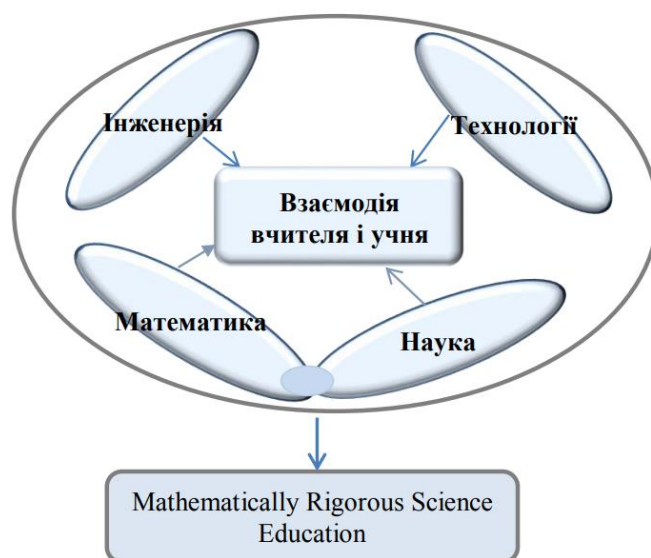 Інженерія
Технології
Взаємодія
вчителя і учня
Математика
Наука
Mathematically Rigorous Science
Education